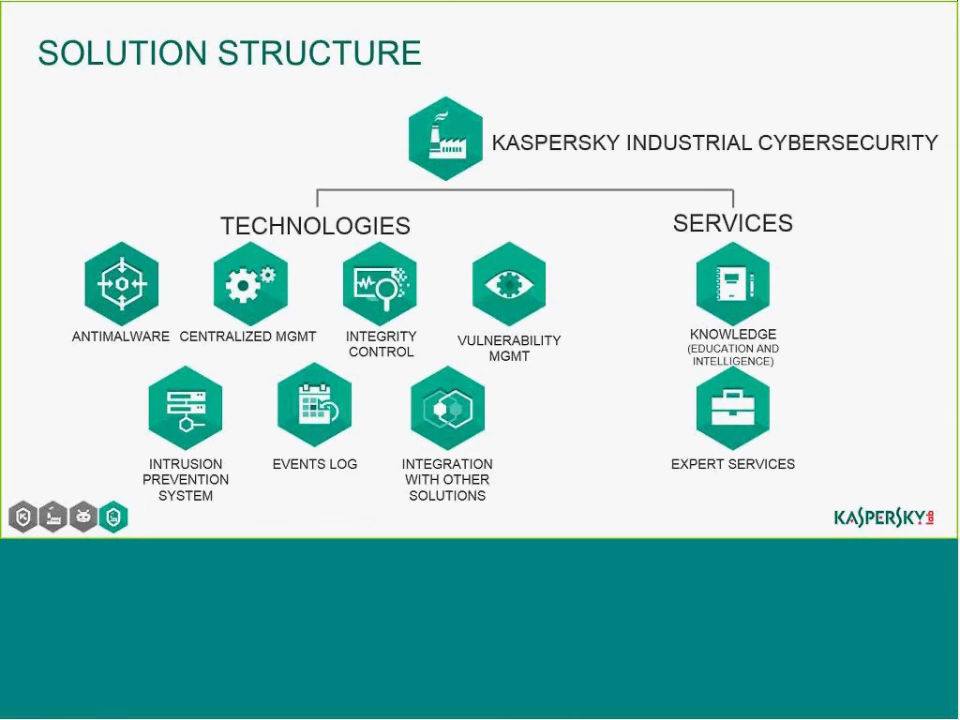 SOLUTION STRUCTURE
KASPERSKY INDUSTRIAL CYBERSECURITY
TECHNOLOGIES
SERVICES
ANTIMALWARE
CENTRALIZED MGMT
INTEGRITY
CONTROL
VULNERABILITY
MGMT
KNOWLEDGE
(EDUCATION AND
INTELLIGENCE)
INTRUSION
PREVENTION
SYSTEM
EVENTS LOG
INTEGRATION
WITH OTHER
SOLUTIONS
EXPERT SERVICES
KASPERSKY lab